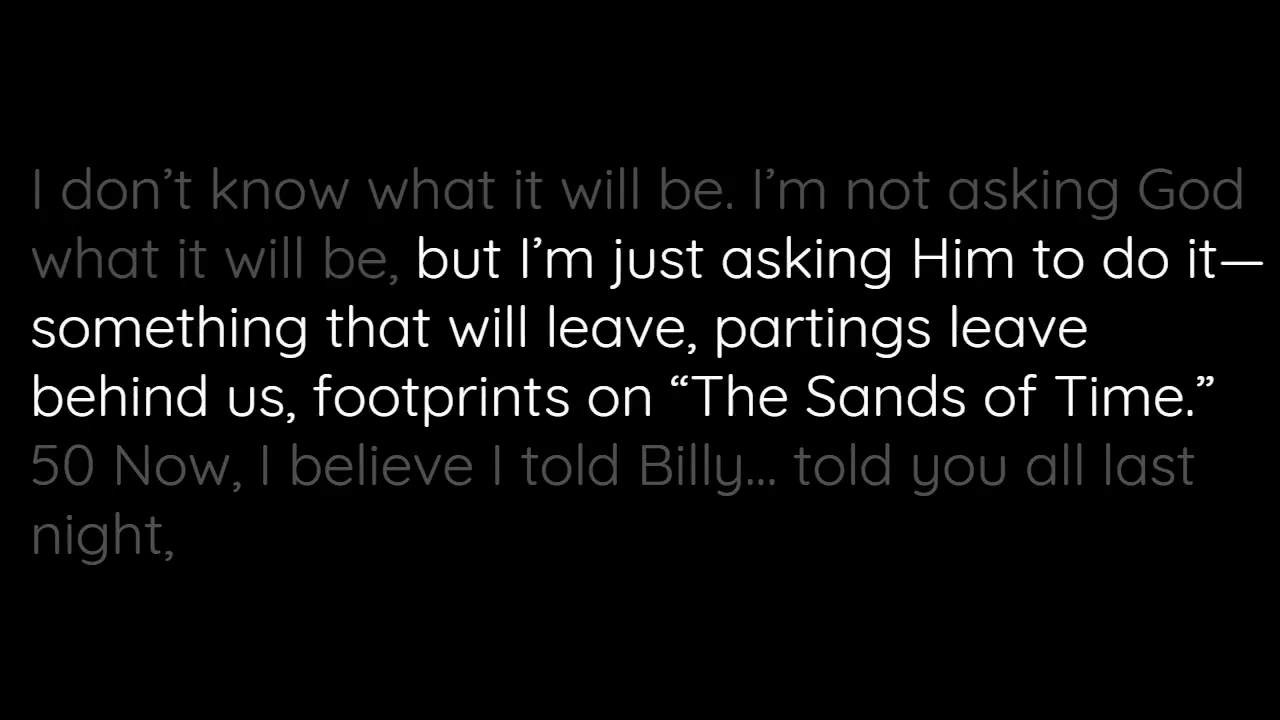 I don’t know what it will be. I’m not asking God
what it will be, but I’m just asking Him to do it—
something that will leave, partings leave
behind us, footprints on “The Sands of Time.”
50 Now, I believe I told Billy... told you all last
night,